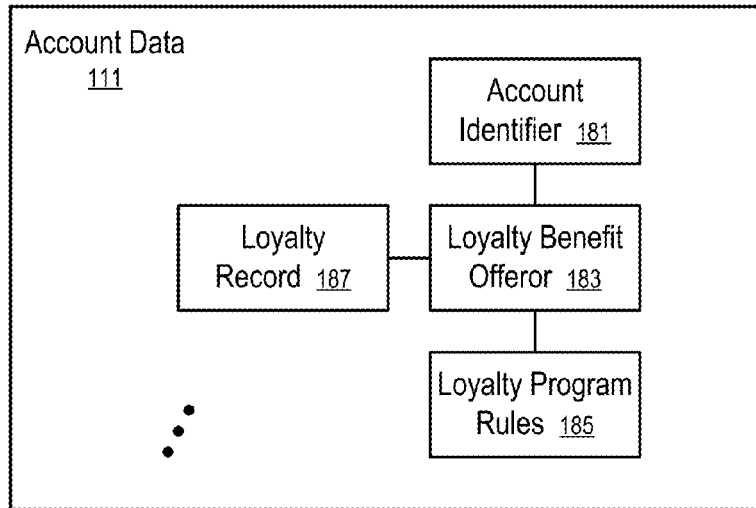 Account Data
111
Account
Identifier 181
Loyalty
Record 187
Loyalty Benefit
Offeror 183
Loyalty Program
Rules 185